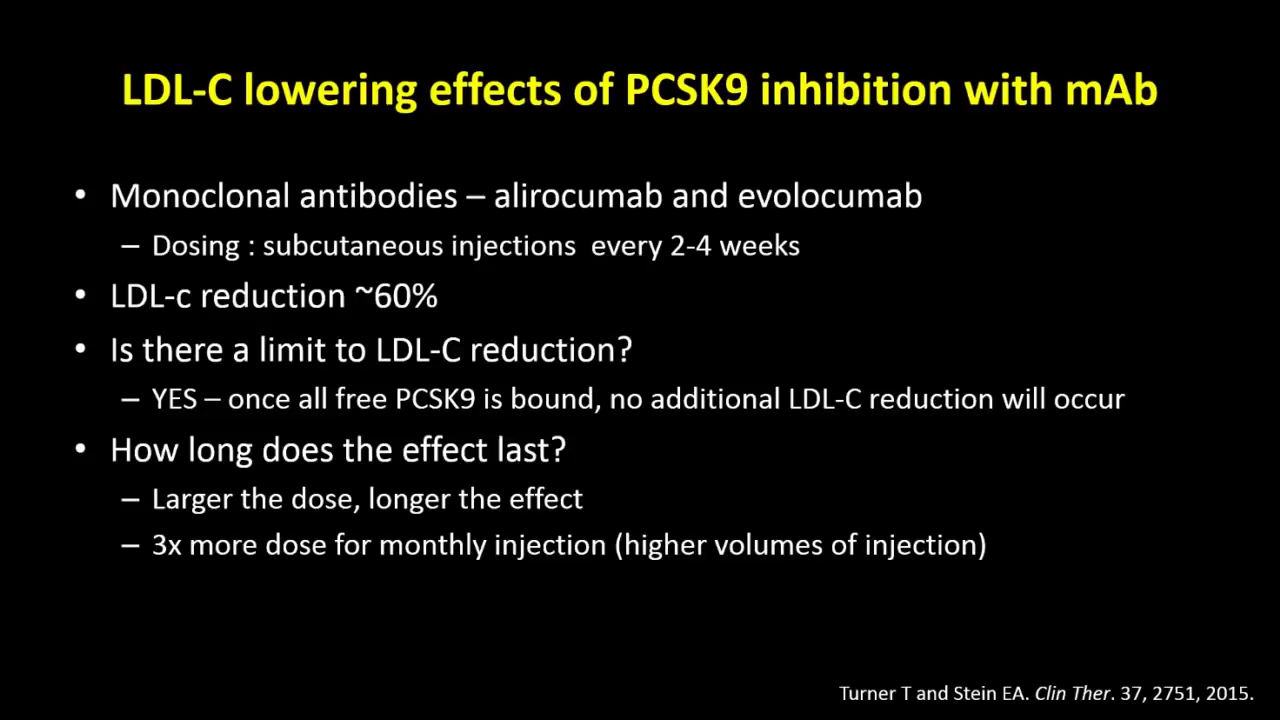 LDL-C lowering effects of PCSK9 inhibition with mAb
• Monoclonal antibodies – alirocumab and evolocumab
– Dosing : subcutaneous injections  every 2-4 weeks
• LDL-c reduction ~60%
• Is there a limit to LDL-C reduction?
– YES – once all free PCSK9 is bound, no additional LDL-C reduction will occur
• How long does the effect last?
– Larger the dose, longer the effect
– 3x more dose for monthly injection (higher volumes of injection)
Turner T and Stein EA. Clin Ther. 37, 2751, 2015.